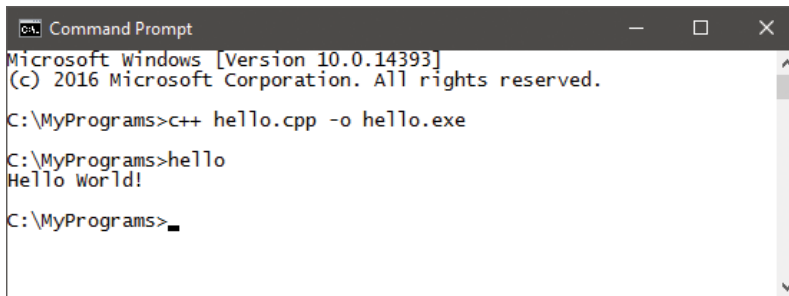 Command Prompt
Microsoft Windows [Version 10.0.14393]
(c) 2016 Microsoft Corporation. All rights reserved.
C:\MyPrograms>c++ hello.cpp -o hello.exe
C:\MyPrograms>hello
Hello World!
C:\MyPrograms>